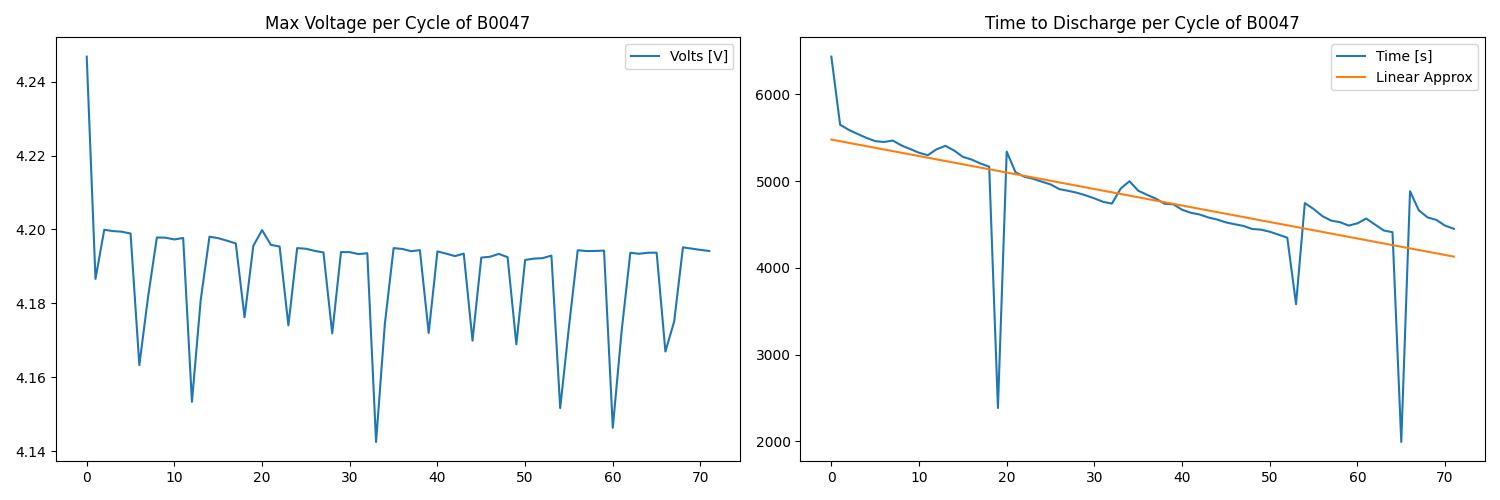 Max Voltage per Cycle of B0047
Volts [V]
4.24
4.22
4.20
4.18
4.16
4.14
0 10 20 30 40 50 60 70
Time to Discharge per Cycle of B0047
Time [s]
Linear Approx
6000
5000
4000
3000
2000
0 10 20 30 40 50 60 70